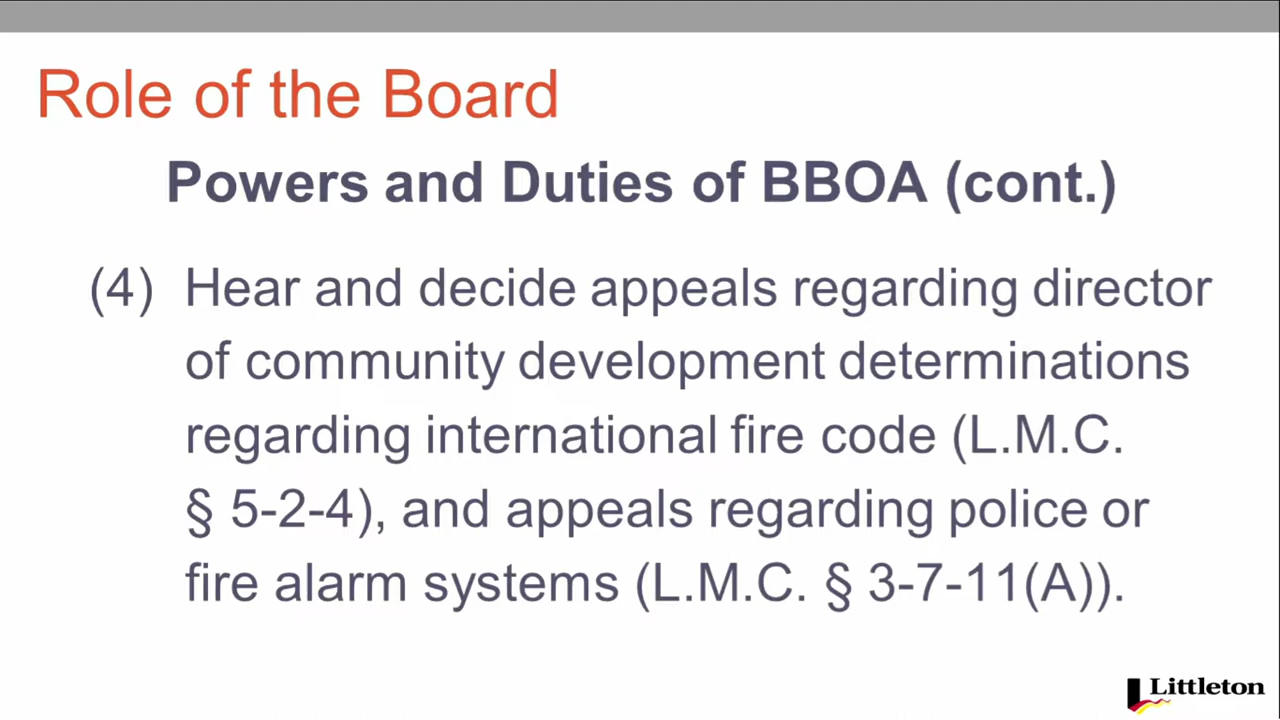 Role of the Board
Powers and Duties of BBOA (cont.)
(4) Hear and decide appeals regarding director
of community development determinations
regarding international fire code (L.M.C.
§ 5-2-4), and appeals regarding police or
fire alarm systems (L.M.C. § 3-7-11(A)).
Littleton